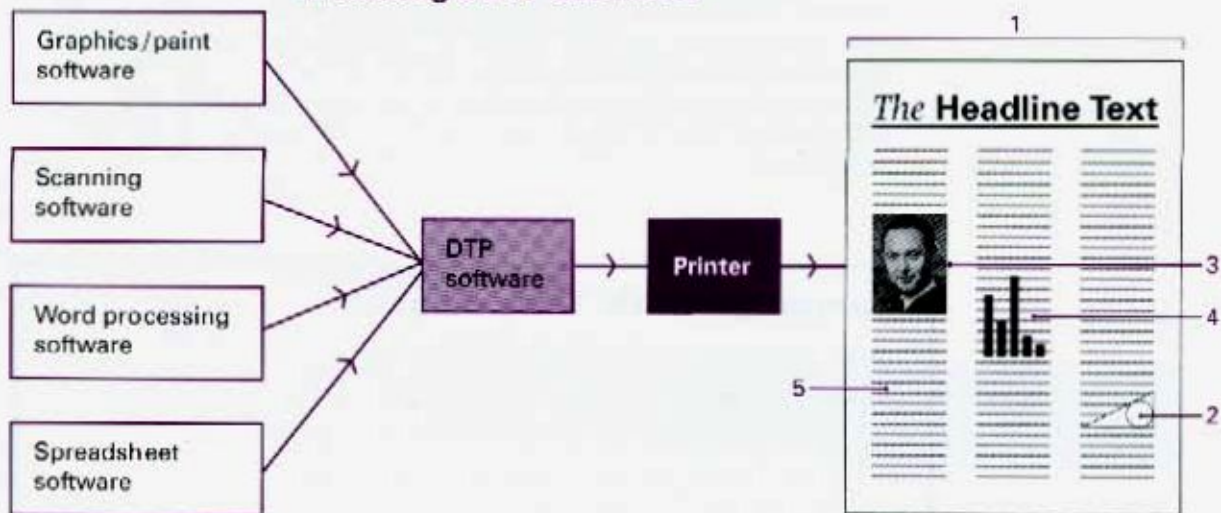 Graphics/paint
software
Scanning
software
Word processing
software
Spreadsheet
software
DTP
software
Printer
1
The Headline Text
3
4
5
2